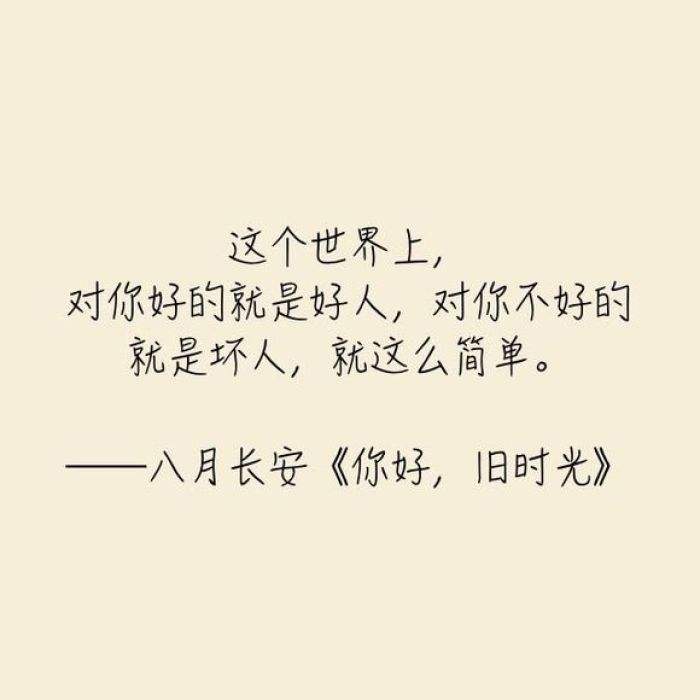 这个世界上，
对你好的就是好人，对你不好的
就是坏人，就这么简单。
——八月长安《你好，旧时光》